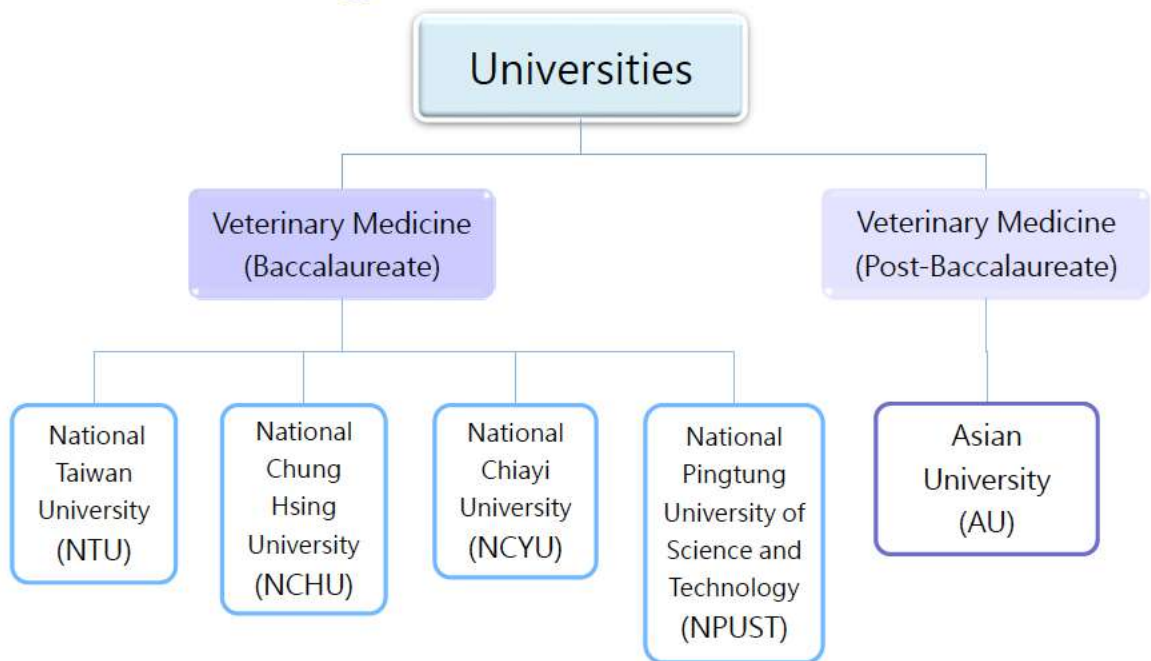 Universities
Veterinary Medicine
(Baccalaureate)
Veterinary Medicine
(Post-Baccalaureate)
National
Taiwan
University
(NTU)
National
Chung
Hsing
University
(NCHU)
National
Chiayi
University
(NCYU)
National
Pingtung
University of
Science and
Technology
(NPUST)
Asian
University
(AU)